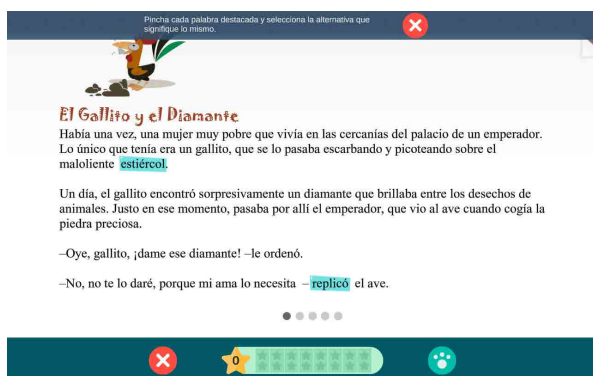 Pincha cada palabra destacada y selecciona la alternativa que
signifique lo mismo.
El Gallito y el Diamante
Había una vez, una mujer muy pobre que vivía en las cercanías del palacio de un emperador.
Lo único que tenía era un gallito, que se lo pasaba escarbando y picoteando sobre el
maloliente estiércol.
Un día, el gallito encontró sorpresivamente un diamante que brillaba entre los desechos de
animales. Justo en ese momento, pasaba por allí el emperador, que vio al ave cuando cogía la
piedra preciosa.
–Oye, gallito, ¡dame ese diamante! –le ordenó.
–No, no te lo daré, porque mi ama lo necesita – replicó el ave.
0